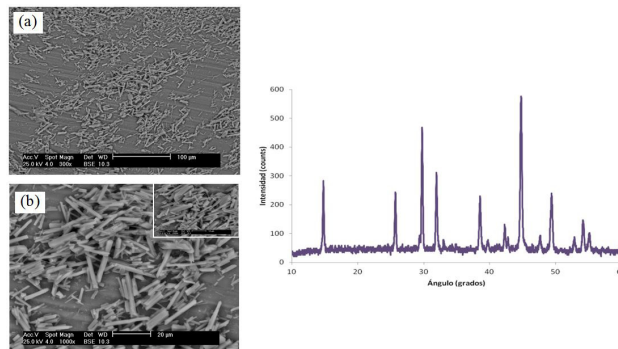 (a)
Acc.V Spot Magn Det WD
100 µm
25.0 kV 4.0 300x BSE 10.3
(b)
Acc.V Spot Magn Det WD
20 µm
25.0 kV 4.0 1000x BSE 10.3
600
500
400
300
200
100
0
Intensidad (counts)
10 20 30 40 50 60
Ángulo (grados)